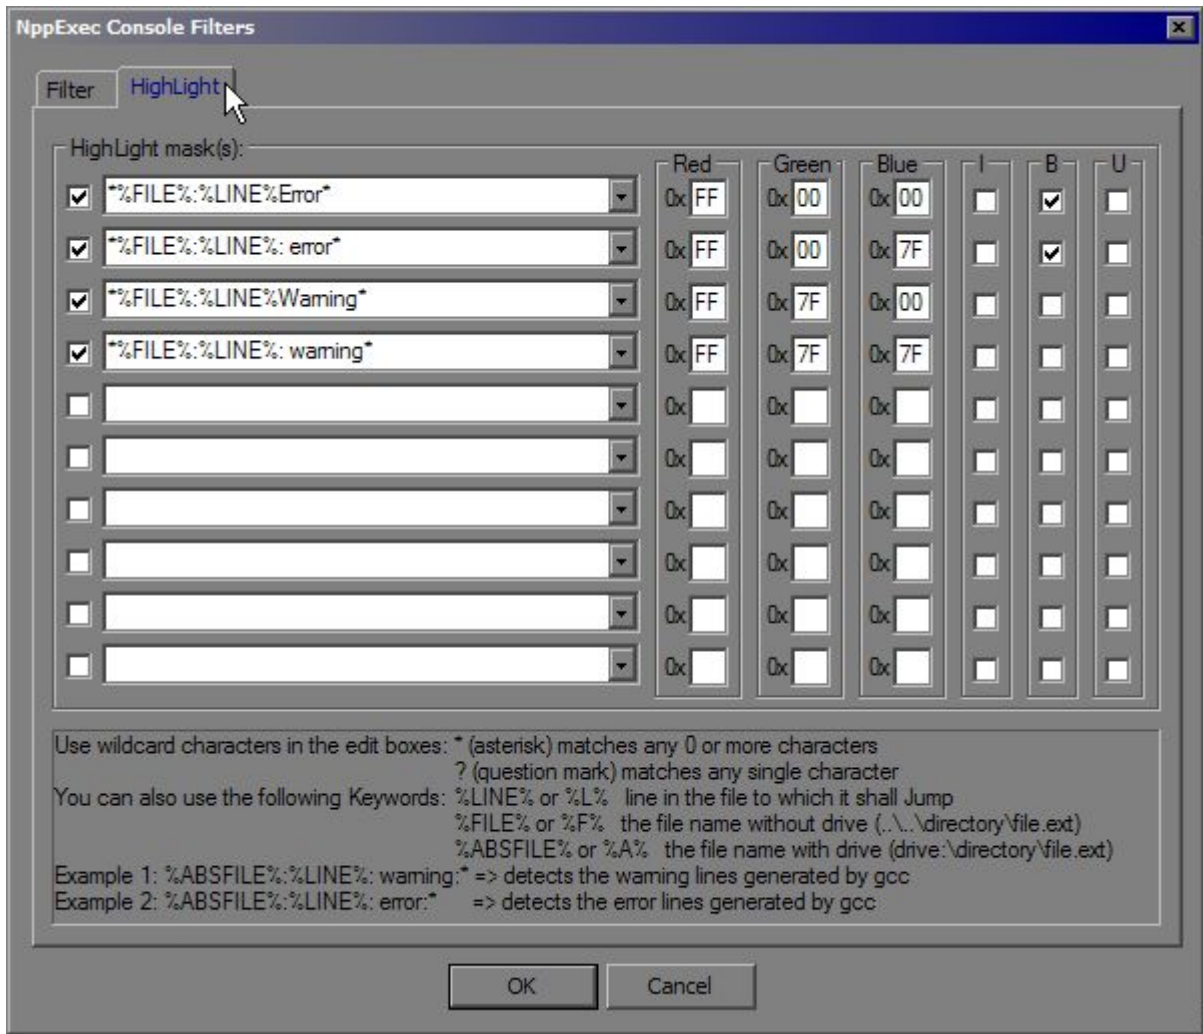 NppExec Console Filters
Filter HighLight
HighLight mask(s): Red Green Blue I B U
*%FILE%:%LINE%Error* 0x FF 0x 00 0x 00
*%FILE%:%LINE%: error* 0x FF 0x 00 0x 7F
*%FILE%:%LINE%Warning* 0x FF 0x 7F 0x 00
*%FILE%:%LINE%: warning* 0x FF 0x 7F 0x 7F
0x 0x 0x
0x 0x 0x
0x 0x 0x
0x 0x 0x
0x 0x 0x
0x 0x 0x
Use wildcard characters in the edit boxes: * (asterisk) matches any 0 or more characters
? (question mark) matches any single character
You can also use the following Keywords: %LINE% or %L% line in the file to which it shall Jump
%FILE% or %F% the file name without drive (..\..\directory\file.ext)
%ABSFILE% or %A% the file name with drive (drive:\directory\file.ext)
Example 1: %ABSFILE%:%LINE%: warning:* => detects the warning lines generated by gcc
Example 2: %ABSFILE%:%LINE%: error:* => detects the error lines generated by gcc
OK Cancel